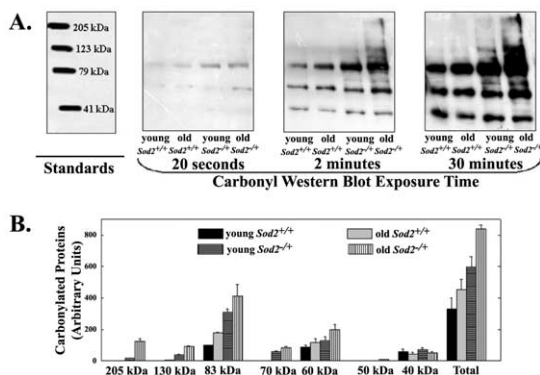 A.
205 kDa
123 kDa
79 kDa
41 kDa
Standards
young old young old
Sod2+/+ Sod2+/+ Sod2-/+ Sod2-/+
20 seconds
young old young old
Sod2+/+ Sod2+/+ Sod2-/+ Sod2-/+
2 minutes
young old young old
Sod2+/+ Sod2+/+ Sod2-/+ Sod2-/+
30 minutes
Carbonyl Western Blot Exposure Time
B.
Carbonylated Proteins
(Arbitrary Units)
800
600
400
200
0
young Sod2+/+
old Sod2+/+
young Sod2-/+
old Sod2-/+
205 kDa 130 kDa 83 kDa 70 kDa 60 kDa 50 kDa 40 kDa Total